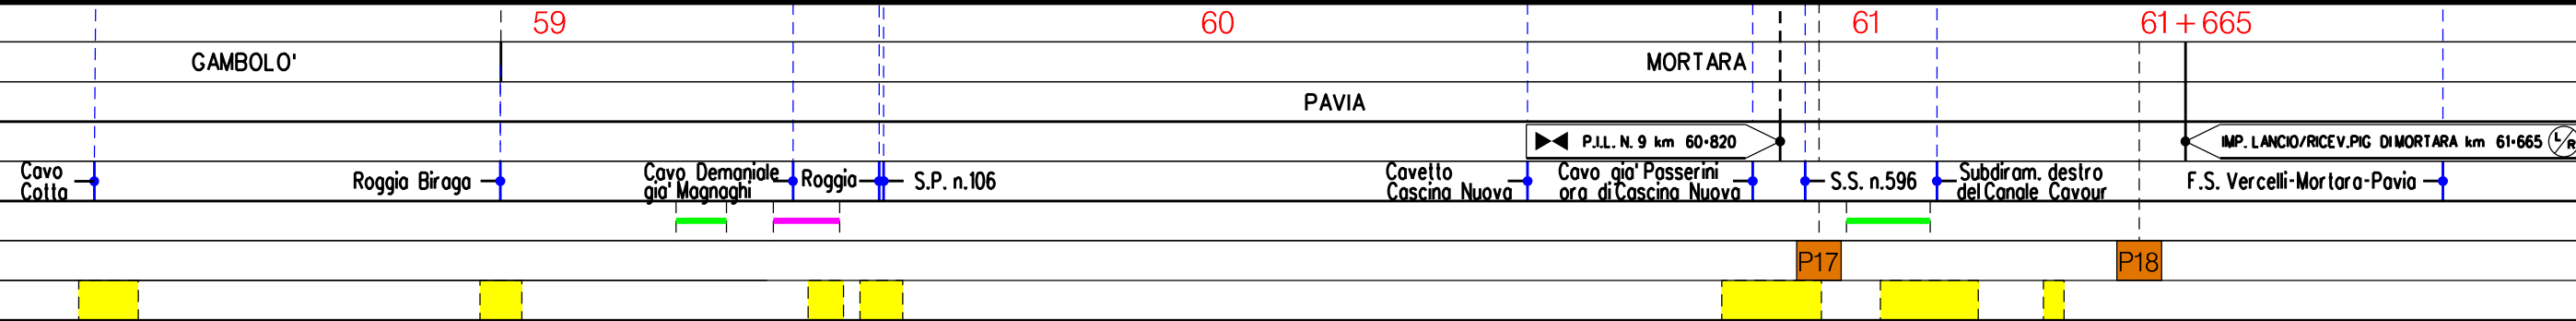 59 60 61 61+665
GAMBOLO' MORTARA
PAVIA
P.I.L. N. 9 km 60+820 IMP. LANCIO/RICEV.PIG DI MORTARA km 61+665 L/R
Cavo
Cotta
Roggia Biraga
Cavo Demaniale
gia' Magnaghi
Roggia
S.P. n.106
Cavetto
Cascina Nuova
Cavo gia' Passerini
ora di Cascina Nuova
S.S. n.596
Subdiram. destro
del Canale Cavour
F.S. Vercelli-Mortara-Pavia
P17 P18